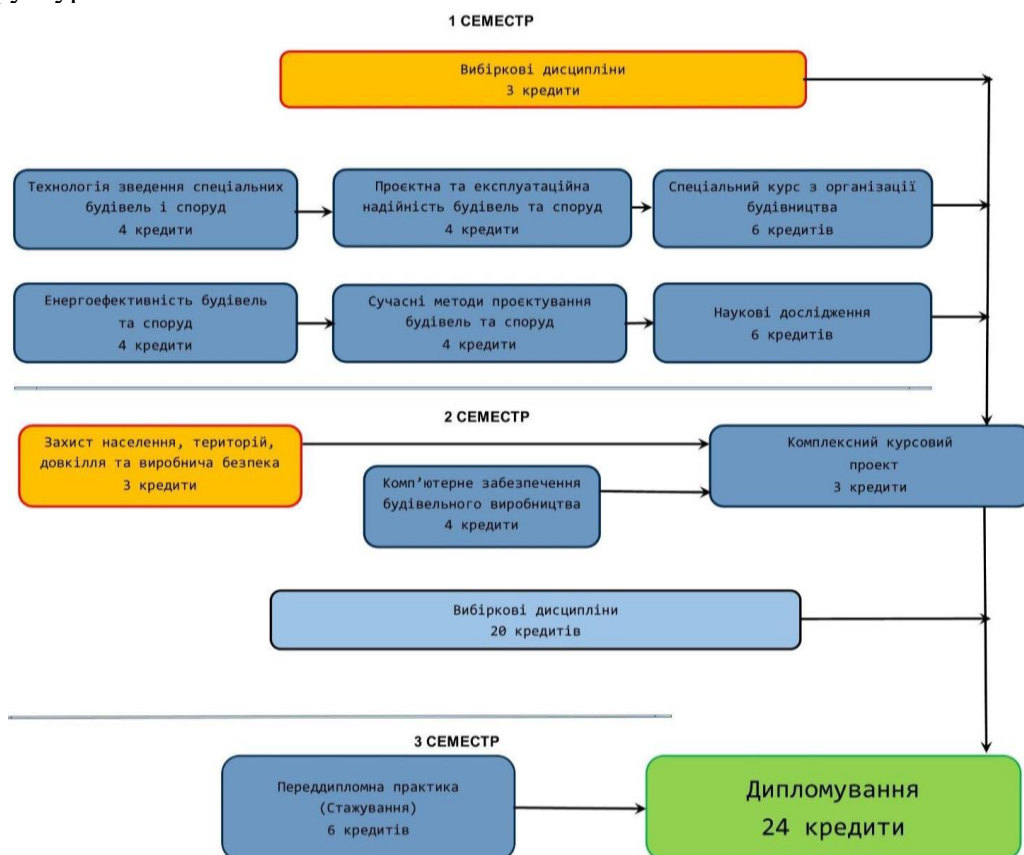 1 СЕМЕСТР
Вибіркові дисципліни
3 кредити
Технологія зведення спеціальних
будівель і споруд
4 кредити
Проєктна та експлуатаційна
надійність будівель та споруд
4 кредити
Спеціальний курс з організації
будівництва
6 кредитів
Енергоефективність будівель
та споруд
4 кредити
Сучасні методи проєктування
будівель та споруд
4 кредити
Наукові дослідження
6 кредитів
2 СЕМЕСТР
Захист населення, територій,
довкілля та виробнича безпека
3 кредити
Комп’ютерне забезпечення
будівельного виробництва
4 кредити
Комплексний курсовий
проект
3 кредити
Вибіркові дисципліни
20 кредитів
3 СЕМЕСТР
Переддипломна практика
(Стажування)
6 кредитів
Дипломування
24 кредити